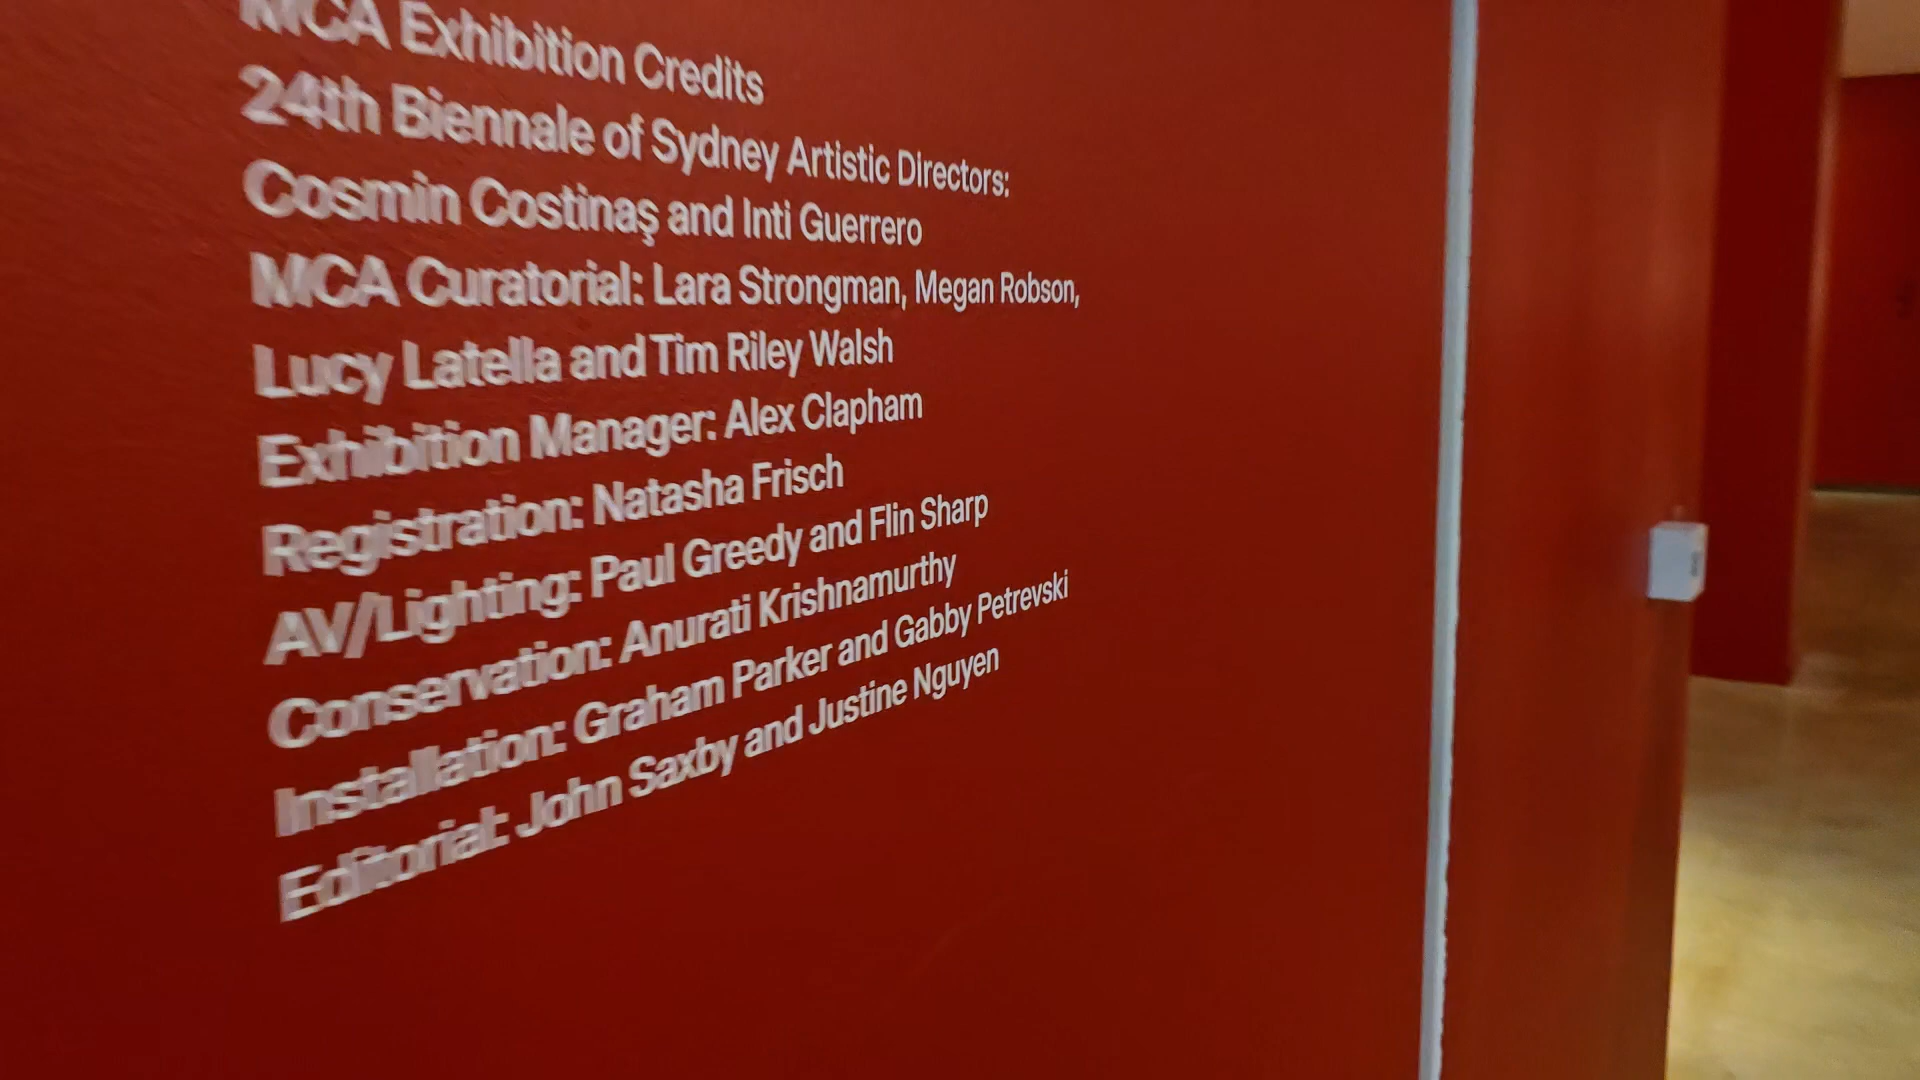 MCA Exhibition Credits
24th Biennale of Sydney Artistic Directors:
Cosmin Costinaş and Inti Guerrero
MCA Curatorial: Lara Strongman, Megan Robson,
Lucy Latella and Tim Riley Walsh
Exhibition Manager: Alex Clapham
Registration: Natasha Frisch
AV/Lighting: Paul Greedy and Flin Sharp
Conservation: Anurati Krishnamurthy
Installation: Graham Parker and Gabby Petrevski
Editorial: John Saxby and Justine Nguyen